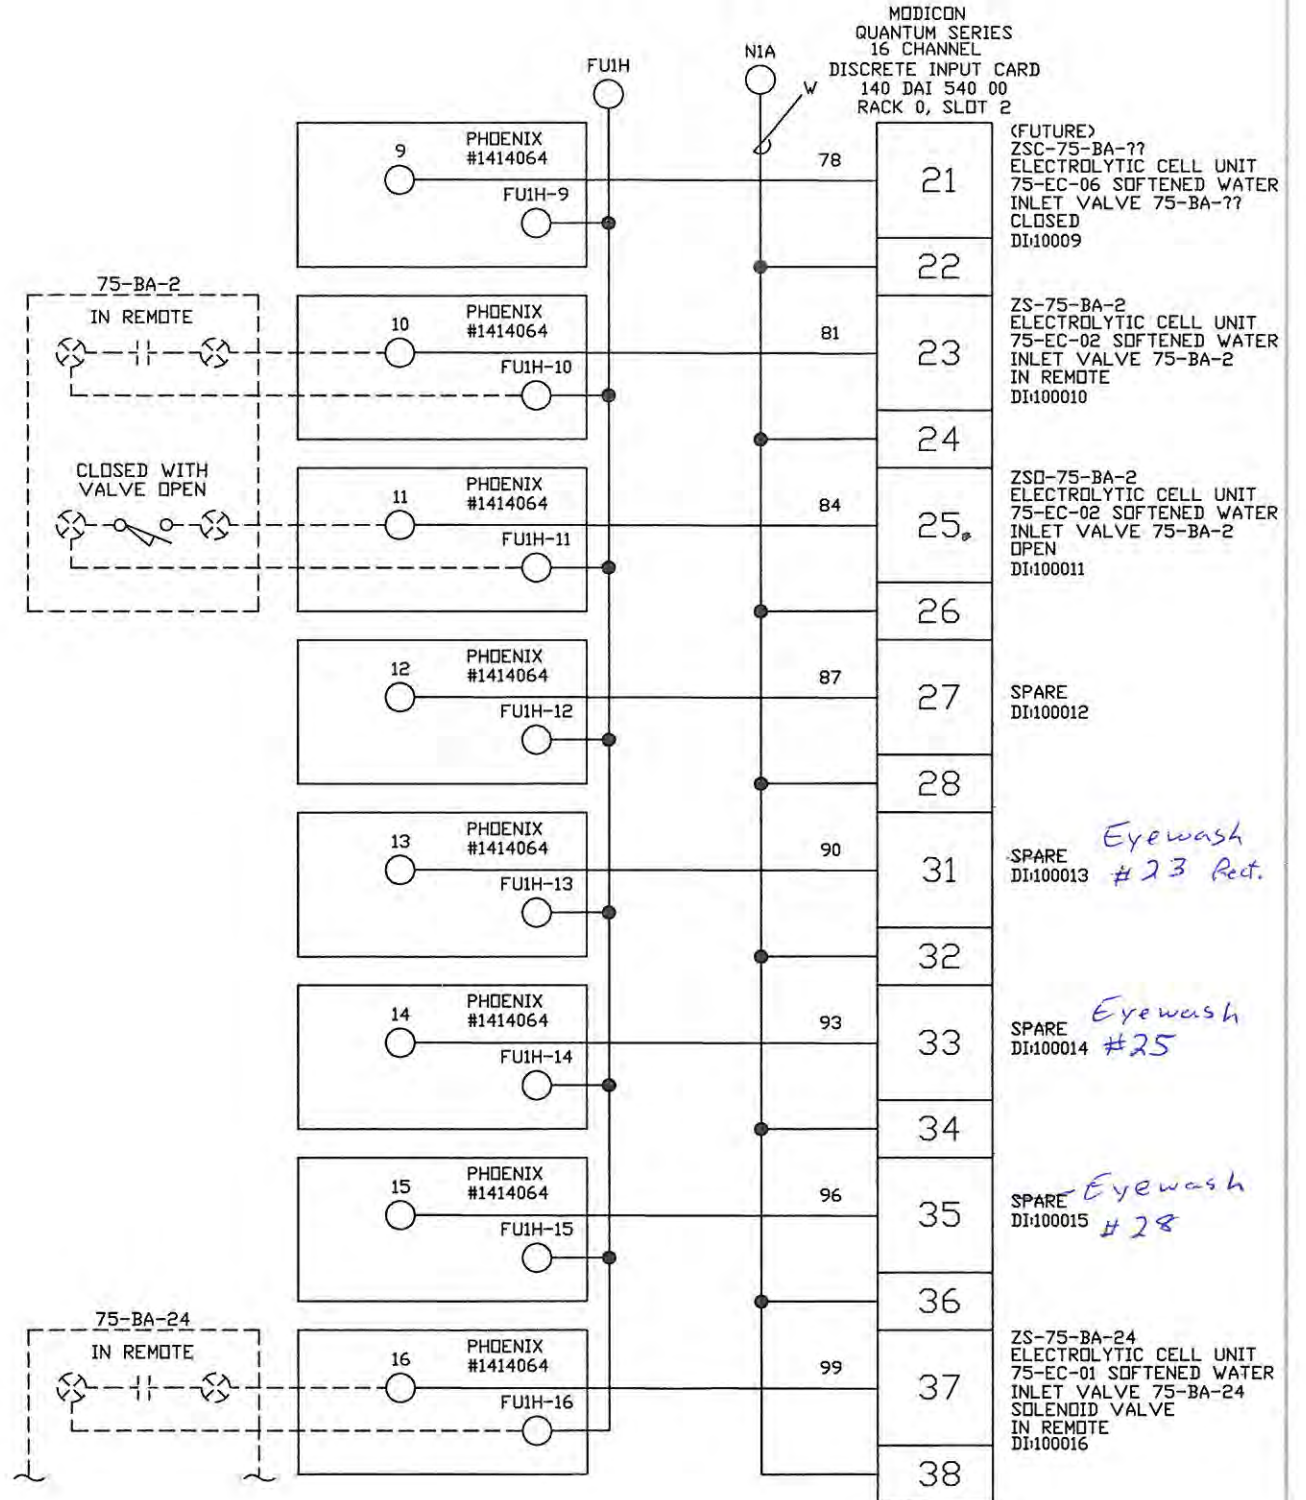 MODICON
QUANTUM SERIES
16 CHANNEL
DISCRETE INPUT CARD
140 DAI 540 00
RACK 0, SLOT 2
FU1H
N1A
W
9
PHOENIX
#1414064
FU1H-9
78
21
22
(FUTURE)
ZSC-75-BA-??
ELECTROLYTIC CELL UNIT
75-EC-06 SOFTENED WATER
INLET VALVE 75-BA-??
CLOSED
DI:10009
75-BA-2
IN REMOTE
10
PHOENIX
#1414064
FU1H-10
81
23
24
ZS-75-BA-2
ELECTROLYTIC CELL UNIT
75-EC-02 SOFTENED WATER
INLET VALVE 75-BA-2
IN REMOTE
DI:100010
CLOSED WITH
VALVE OPEN
11
PHOENIX
#1414064
FU1H-11
84
25
26
ZSO-75-BA-2
ELECTROLYTIC CELL UNIT
75-EC-02 SOFTENED WATER
INLET VALVE 75-BA-2
OPEN
DI:100011
12
PHOENIX
#1414064
FU1H-12
87
27
28
SPARE
DI:100012
13
PHOENIX
#1414064
FU1H-13
90
31
32
SPARE
DI:100013
Eyewash
#23 Rect.
14
PHOENIX
#1414064
FU1H-14
93
33
34
SPARE
DI:100014
Eyewash
#25
15
PHOENIX
#1414064
FU1H-15
96
35
36
SPARE
DI:100015
Eyewash
#28
75-BA-24
IN REMOTE
16
PHOENIX
#1414064
FU1H-16
99
37
38
ZS-75-BA-24
ELECTROLYTIC CELL UNIT
75-EC-01 SOFTENED WATER
INLET VALVE 75-BA-24
SOLENOID VALVE
IN REMOTE
DI:100016